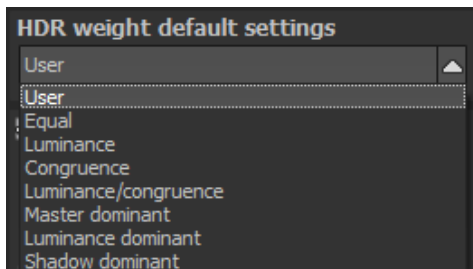 HDR weight default settings
User
User
Equal
Luminance
Congruence
Luminance/congruence
Master dominant
Luminance dominant
Shadow dominant